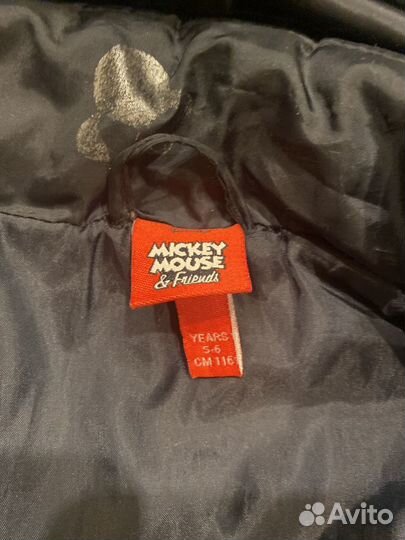 MICKEY
MOUSE
& Friends
YEARS
5-6
CM 116
Avito